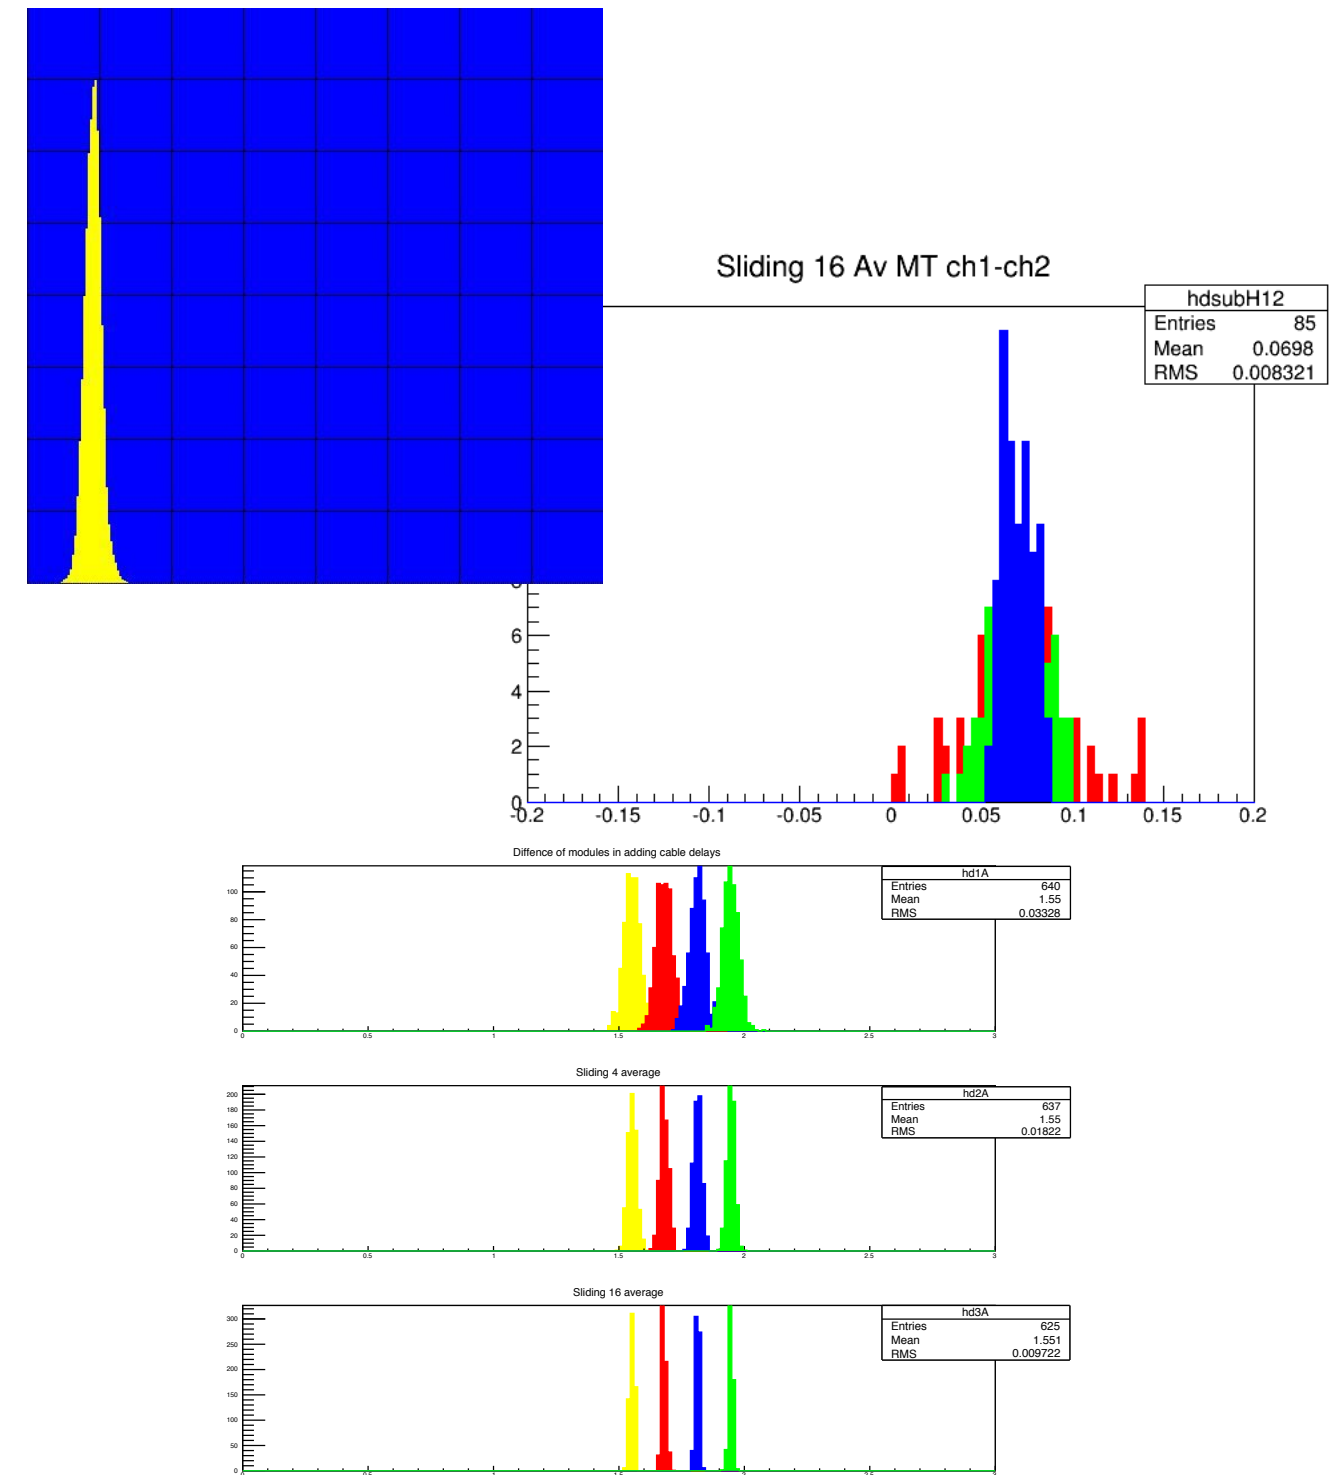 Sliding 16 Av MT ch1-ch2
hdsubH12
Entries 85
Mean 0.0698
RMS 0.008321
6
4
2
0
-0.2 -0.15 -0.1 -0.05 0 0.05 0.1 0.15 0.2
Diffence of modules in adding cable delays
hd1A
Entries 640
Mean 1.55
RMS 0.03328
100
80
60
40
20
0
0 0.5 1 1.5 2 2.5 3
Sliding 4 average
hd2A
Entries 637
Mean 1.55
RMS 0.01822
200
180
160
140
120
100
80
60
40
20
0
0 0.5 1 1.5 2 2.5 3
Sliding 16 average
hd3A
Entries 625
Mean 1.551
RMS 0.009722
300
250
200
150
100
50
0